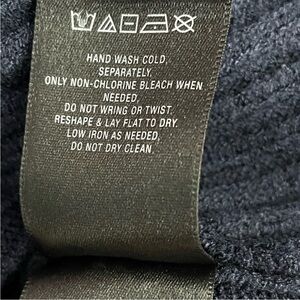 HAND WASH COLD,
SEPARATELY.
ONLY NON-CHLORINE BLEACH WHEN
NEEDED,
DO NOT WRING OR TWIST.
RESHAPE & LAY FLAT TO DRY.
LOW IRON AS NEEDED,
DO NOT DRY CLEAN.